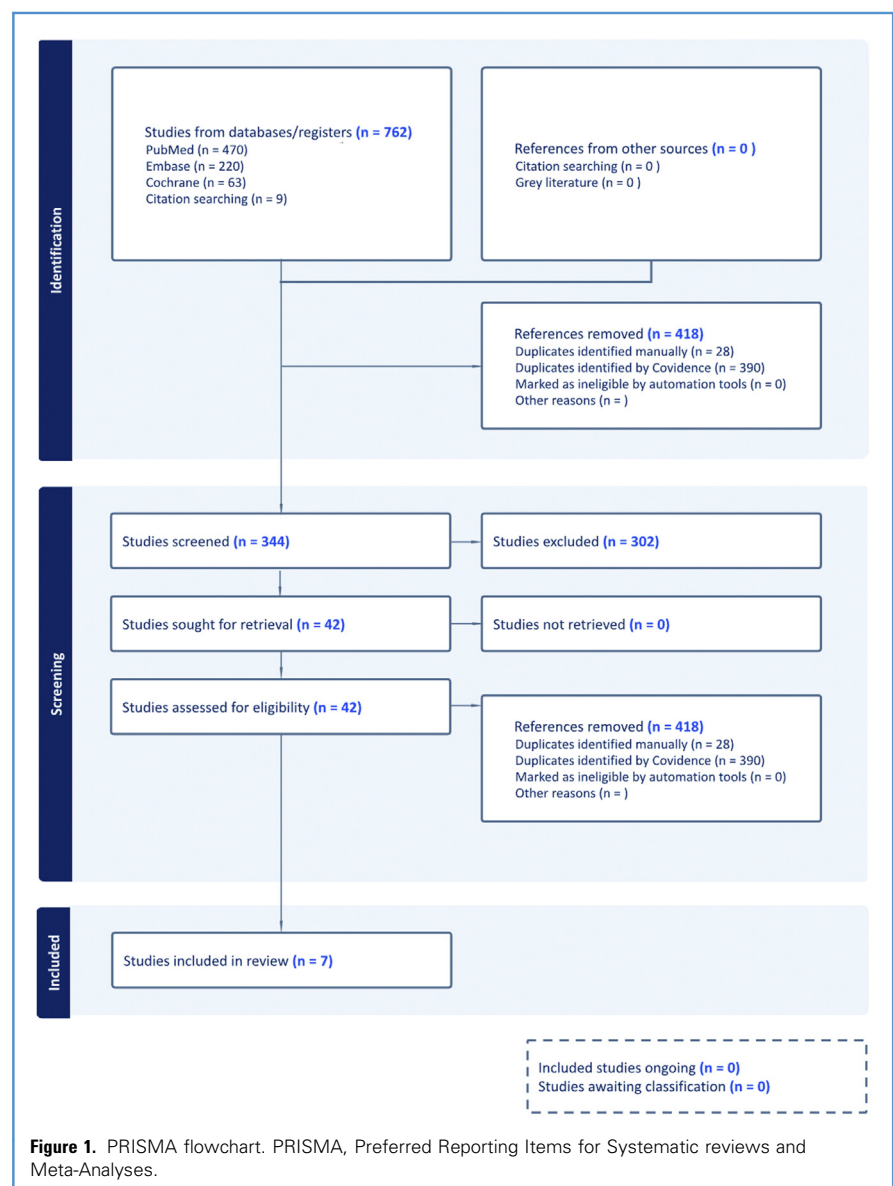 Identification
Studies from databases/registers (n = 762)
PubMed (n = 470)
Embase (n = 220)
Cochrane (n = 63)
Citation searching (n = 9)
References from other sources (n = 0 )
Citation searching (n = 0 )
Grey literature (n = 0 )
References removed (n = 418)
Duplicates identified manually (n = 28)
Duplicates identified by Covidence (n = 390)
Marked as ineligible by automation tools (n = 0)
Other reasons (n = )
Screening
Studies screened (n = 344)
Studies excluded (n = 302)
Studies sought for retrieval (n = 42)
Studies not retrieved (n = 0)
Studies assessed for eligibility (n = 42)
References removed (n = 418)
Duplicates identified manually (n = 28)
Duplicates identified by Covidence (n = 390)
Marked as ineligible by automation tools (n = 0)
Other reasons (n = )
Included
Studies included in review (n = 7)
Included studies ongoing (n = 0)
Studies awaiting classification (n = 0)
Figure 1. PRISMA flowchart. PRISMA, Preferred Reporting Items for Systematic reviews and
Meta-Analyses.